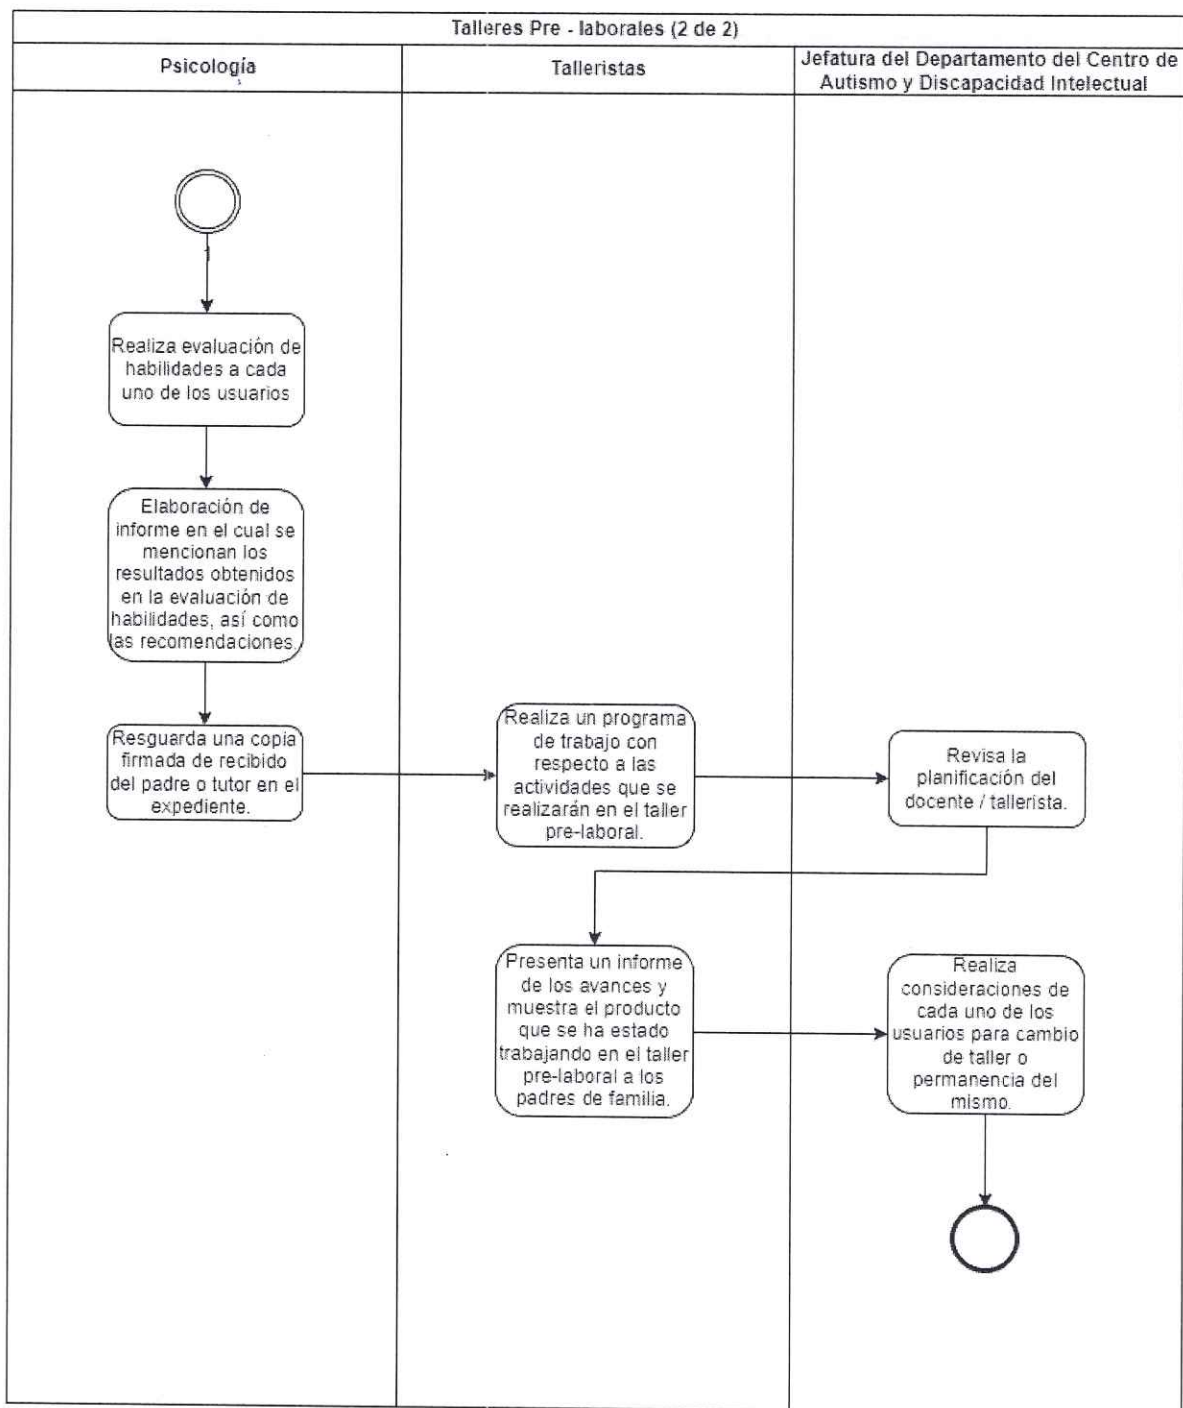 Talleres Pre - laborales (2 de 2)
Psicología
Talleristas
Jefatura del Departamento del Centro de
Autismo y Discapacidad Intelectual
Realiza evaluación de
habilidades a cada
uno de los usuarios
Elaboración de
informe en el cual se
mencionan los
resultados obtenidos
en la evaluación de
habilidades, así como
las recomendaciones.
Resguarda una copia
firmada de recibido
del padre o tutor en el
expediente.
Realiza un programa
de trabajo con
respecto a las
actividades que se
realizarán en el taller
pre-laboral.
Revisa la
planificación del
docente / tallerista.
Presenta un informe
de los avances y
muestra el producto
que se ha estado
trabajando en el taller
pre-laboral a los
padres de familia.
Realiza
consideraciones de
cada uno de los
usuarios para cambio
de taller o
permanencia del
mismo.